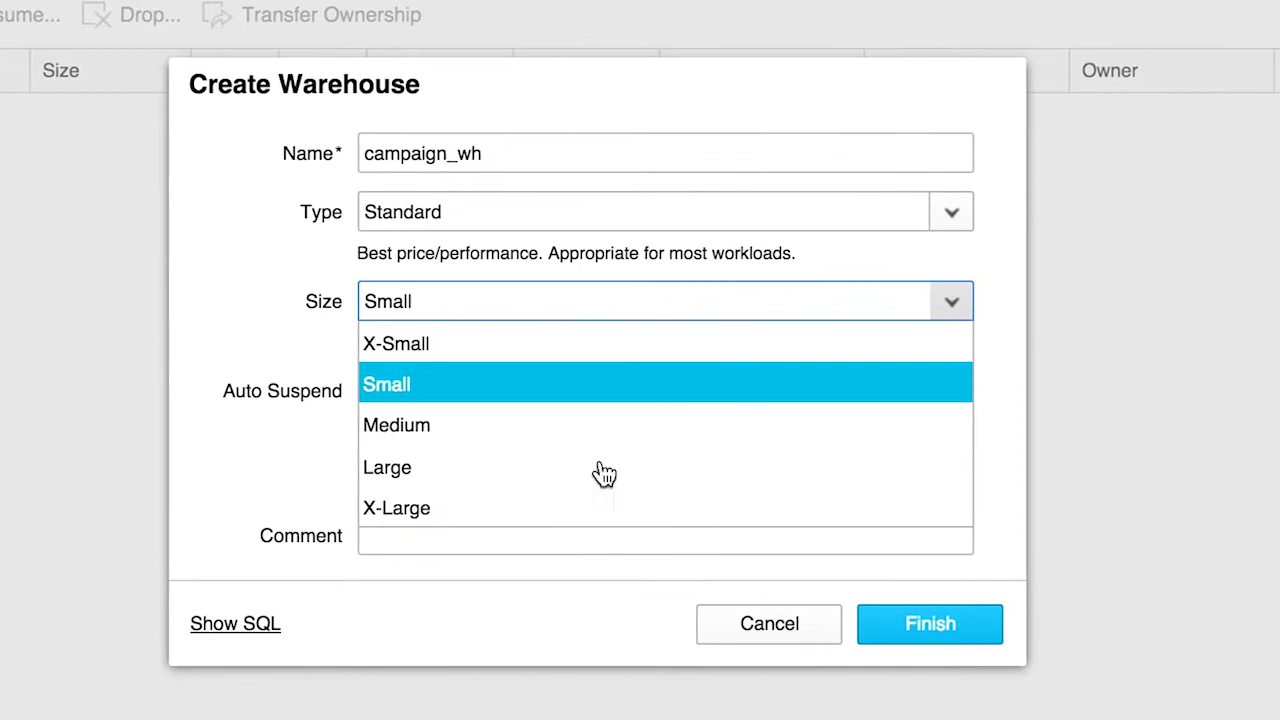 sume... Drop... Transfer Ownership
Size Owner
Create Warehouse
Name* campaign_wh
Type Standard
Best price/performance. Appropriate for most workloads.
Size Small
X-Small
Small
Auto Suspend
Medium
Large
X-Large
Comment
Show SQL Cancel Finish